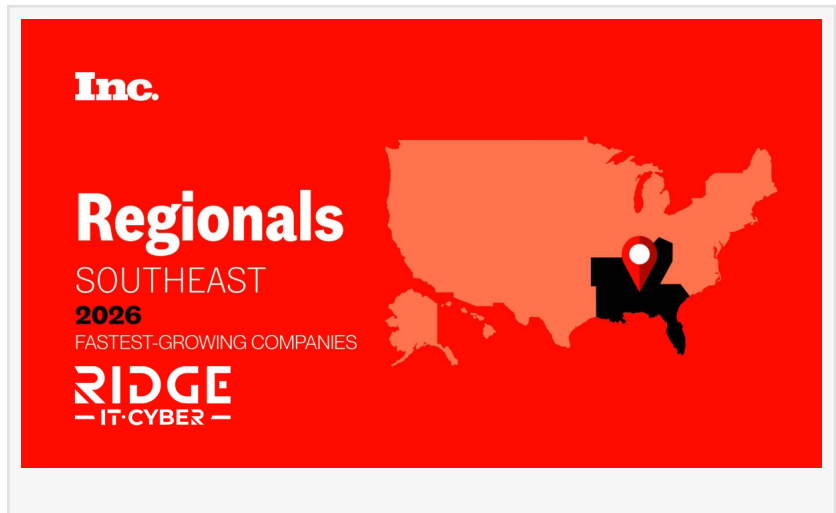 Inc.
Regionals
SOUTHEAST
2026
FASTEST-GROWING COMPANIES
RIDGE
IT·CYBER